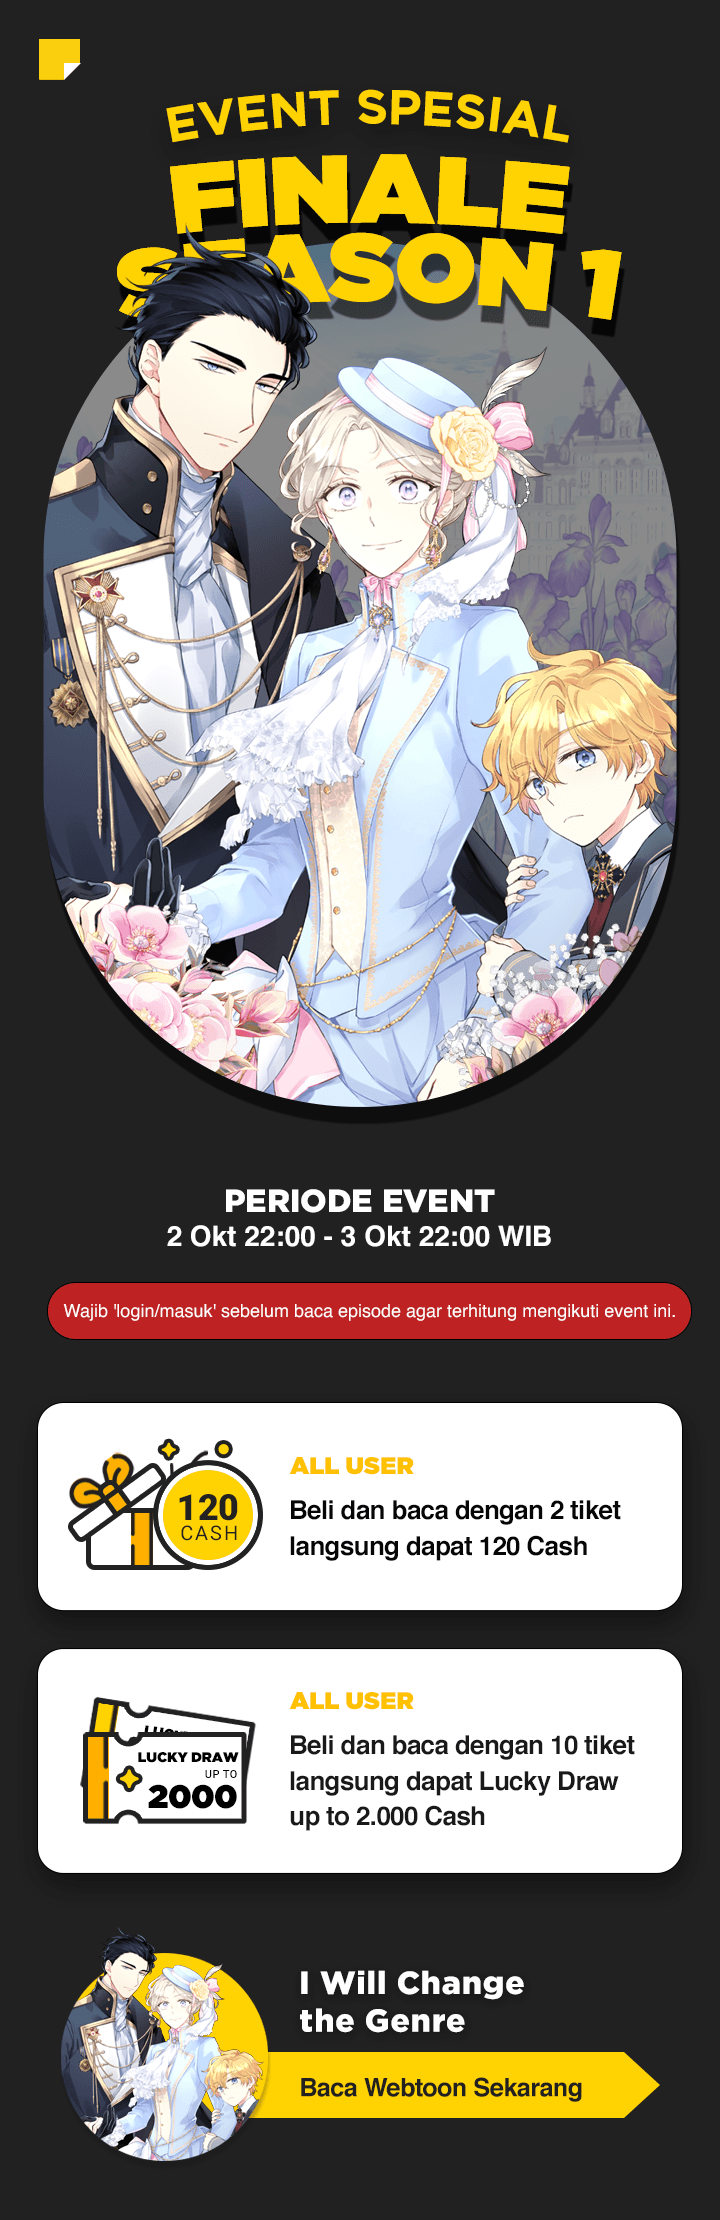 EVENT SPESIAL
FINALE
SEASON 1
PERIODE EVENT
2 Okt 22:00 - 3 Okt 22:00 WIB
Wajib 'login/masuk' sebelum baca episode agar terhitung mengikuti event ini.
120
CASH
ALL USER
Beli dan baca dengan 2 tiket
langsung dapat 120 Cash
LUCKY DRAW
UP TO
2000
ALL USER
Beli dan baca dengan 10 tiket
langsung dapat Lucky Draw
up to 2.000 Cash
I Will Change
the Genre
Baca Webtoon Sekarang